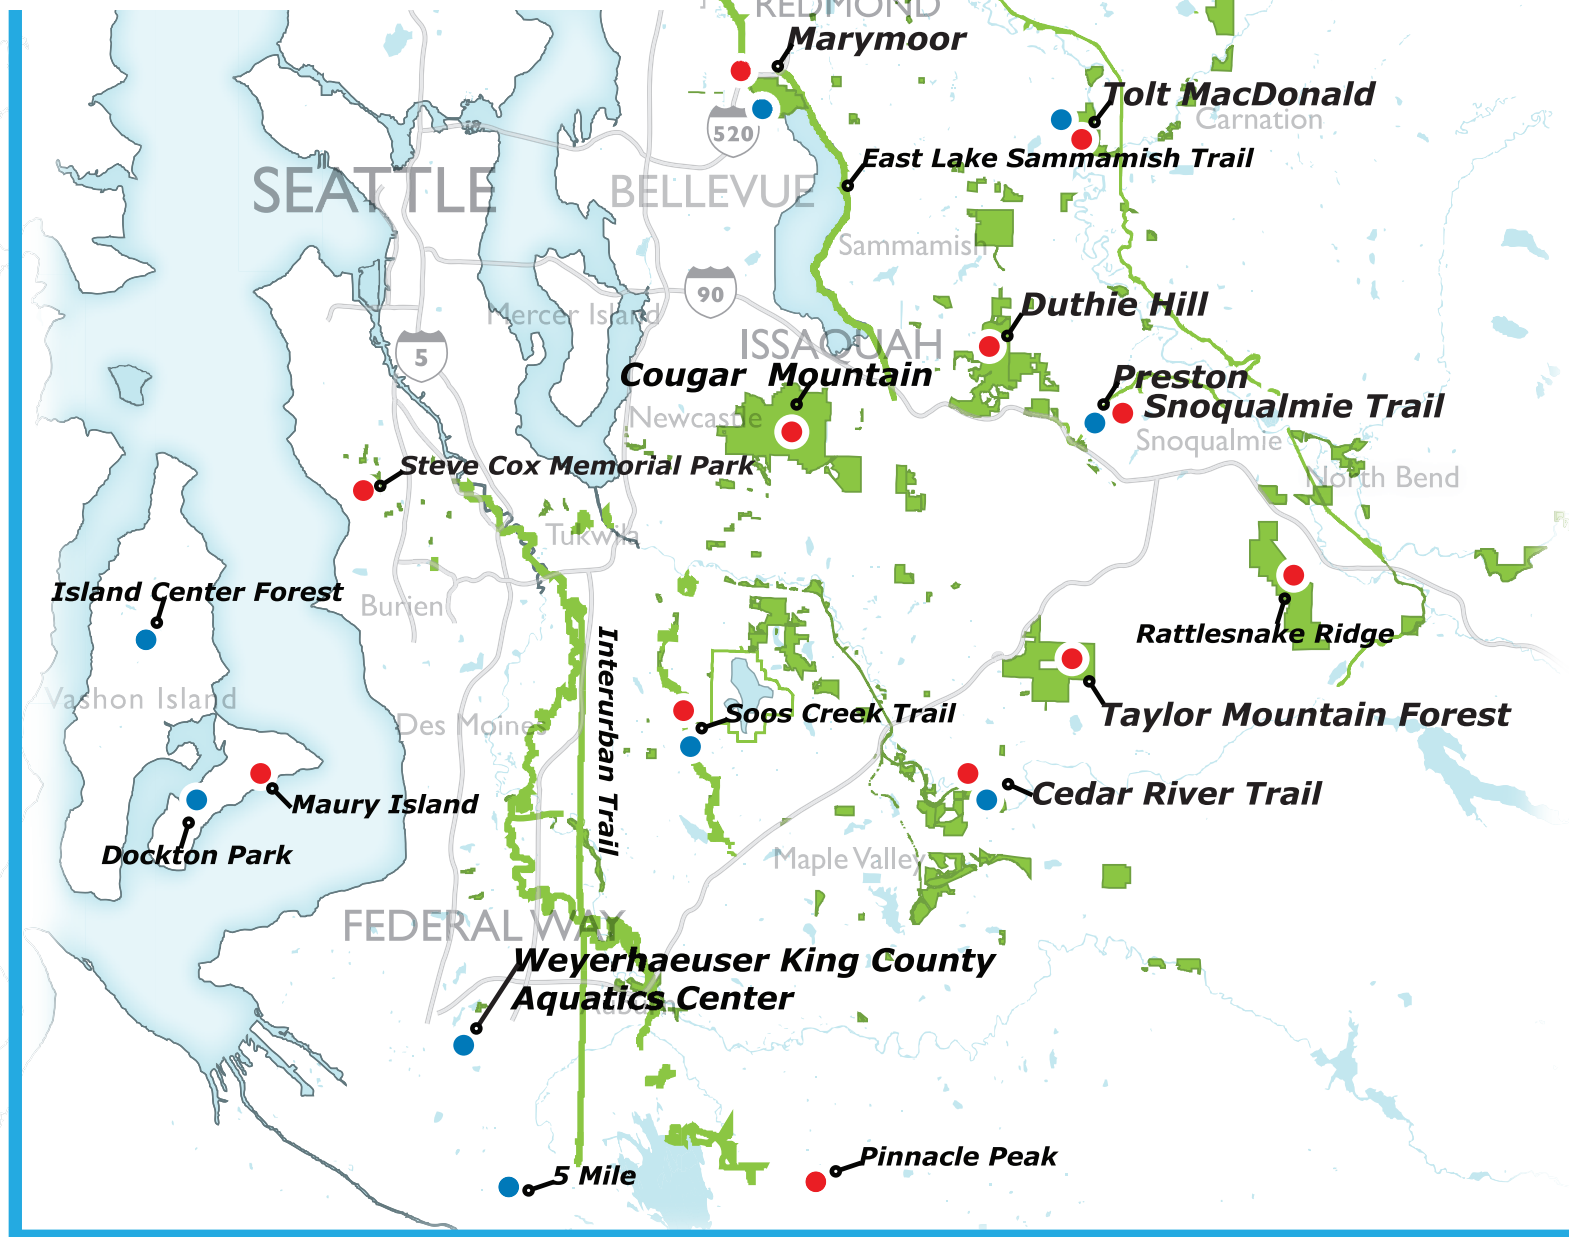 REDMOND
Marymoor
Tolt MacDonald
Carnation
520
East Lake Sammamish Trail
SEATTLE
BELLEVUE
Sammamish
90
Mercer Island
Duthie Hill
5
ISSAQUAH
Cougar Mountain
Preston
Snoqualmie Trail
Newcastle
Snoqualmie
Steve Cox Memorial Park
North Bend
Tukwila
Island Center Forest
Burien
Interurban Trail
Rattlesnake Ridge
Vashon Island
Des Moines
Soos Creek Trail
Taylor Mountain Forest
Maury Island
Cedar River Trail
Dockton Park
Maple Valley
FEDERAL WAY
Weyerhaeuser King County
Aquatics Center
Auburn
Pinnacle Peak
5 Mile